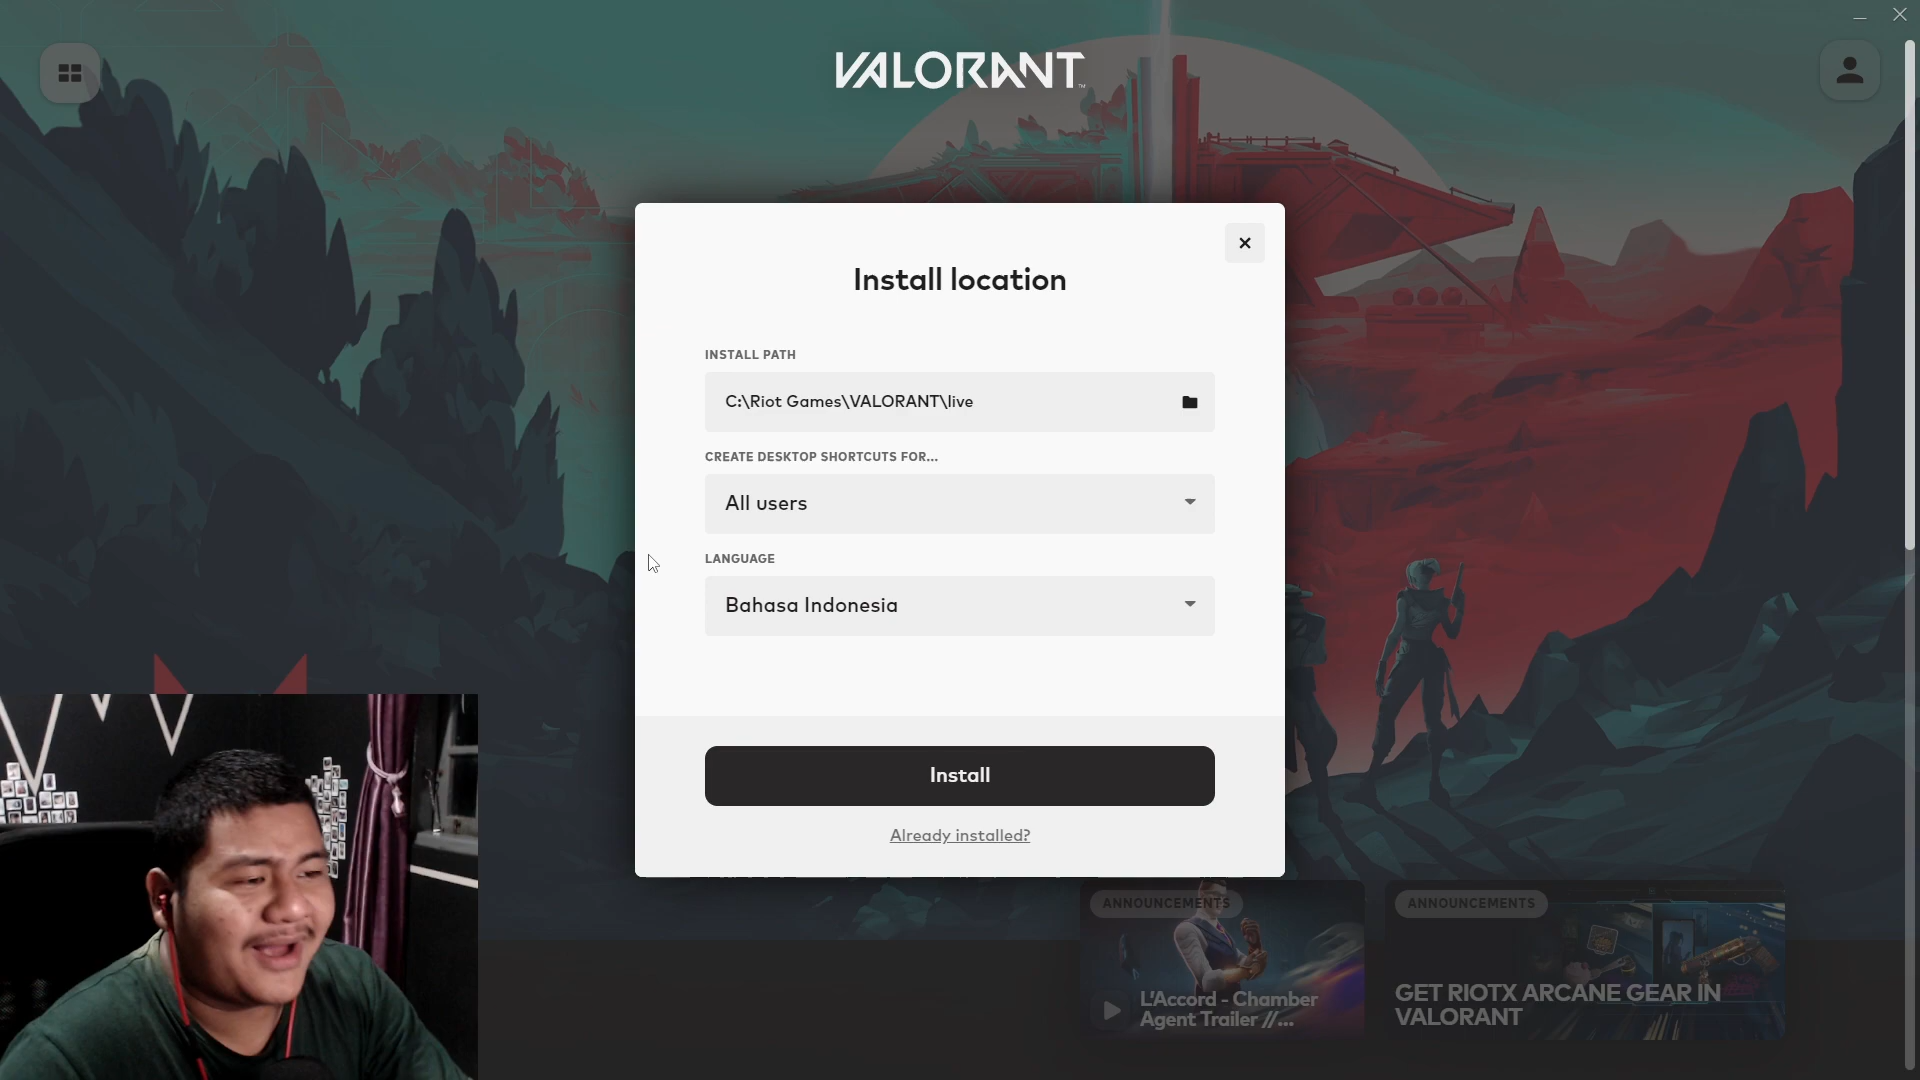 VALORANT
Install location
INSTALL PATH
C:\Riot Games\VALORANT\live
CREATE DESKTOP SHORTCUTS FOR...
All users
LANGUAGE
Bahasa Indonesia
Install
Already installed?
ANNOUNCEMENTS
L'Accord - Chamber
Agent Trailer //...
ANNOUNCEMENTS
GET RIOTX ARCANE GEAR IN
VALORANT